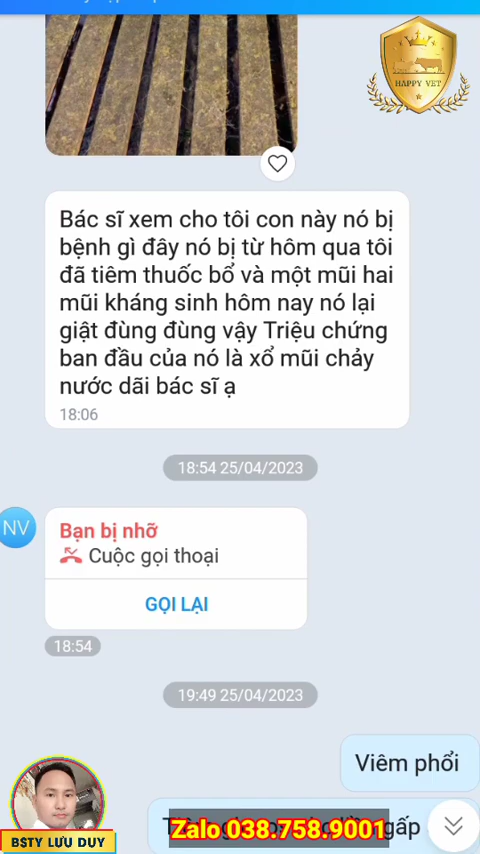 HAPPY VET
Bác sĩ xem cho tôi con này nó bị
bệnh gì đây nó bị từ hôm qua tôi
đã tiêm thuốc bổ và một mũi hai
mũi kháng sinh hôm nay nó lại
giật đùng đùng vậy Triệu chứng
ban đầu của nó là xổ mũi chảy
nước dãi bác sĩ ạ
18:06
18:54 25/04/2023
NV
Bạn bị nhỡ
Cuộc gọi thoại
GỌI LẠI
18:54
19:49 25/04/2023
Viêm phổi
Zalo 038.758.9001
BSTY LƯU DUY